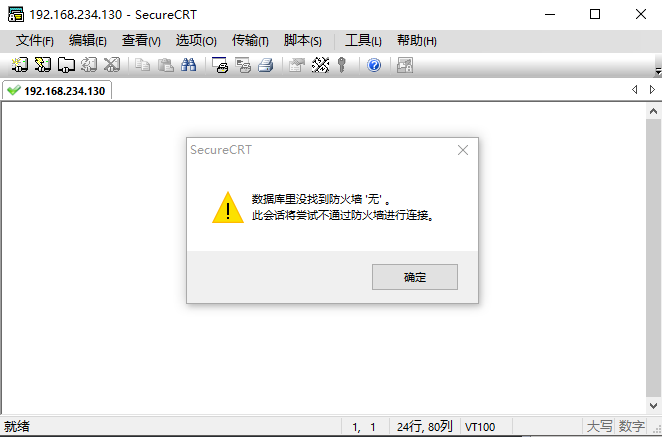 192.168.234.130 - SecureCRT
文件(F) 编辑(E) 查看(V) 选项(O) 传输(T) 脚本(S) 工具(L) 帮助(H)
192.168.234.130
SecureCRT
数据库里没找到防火墙 '无' 。
此会话将尝试不通过防火墙进行连接。
确定
就绪 1, 1 24行, 80列 VT100 大写 数字